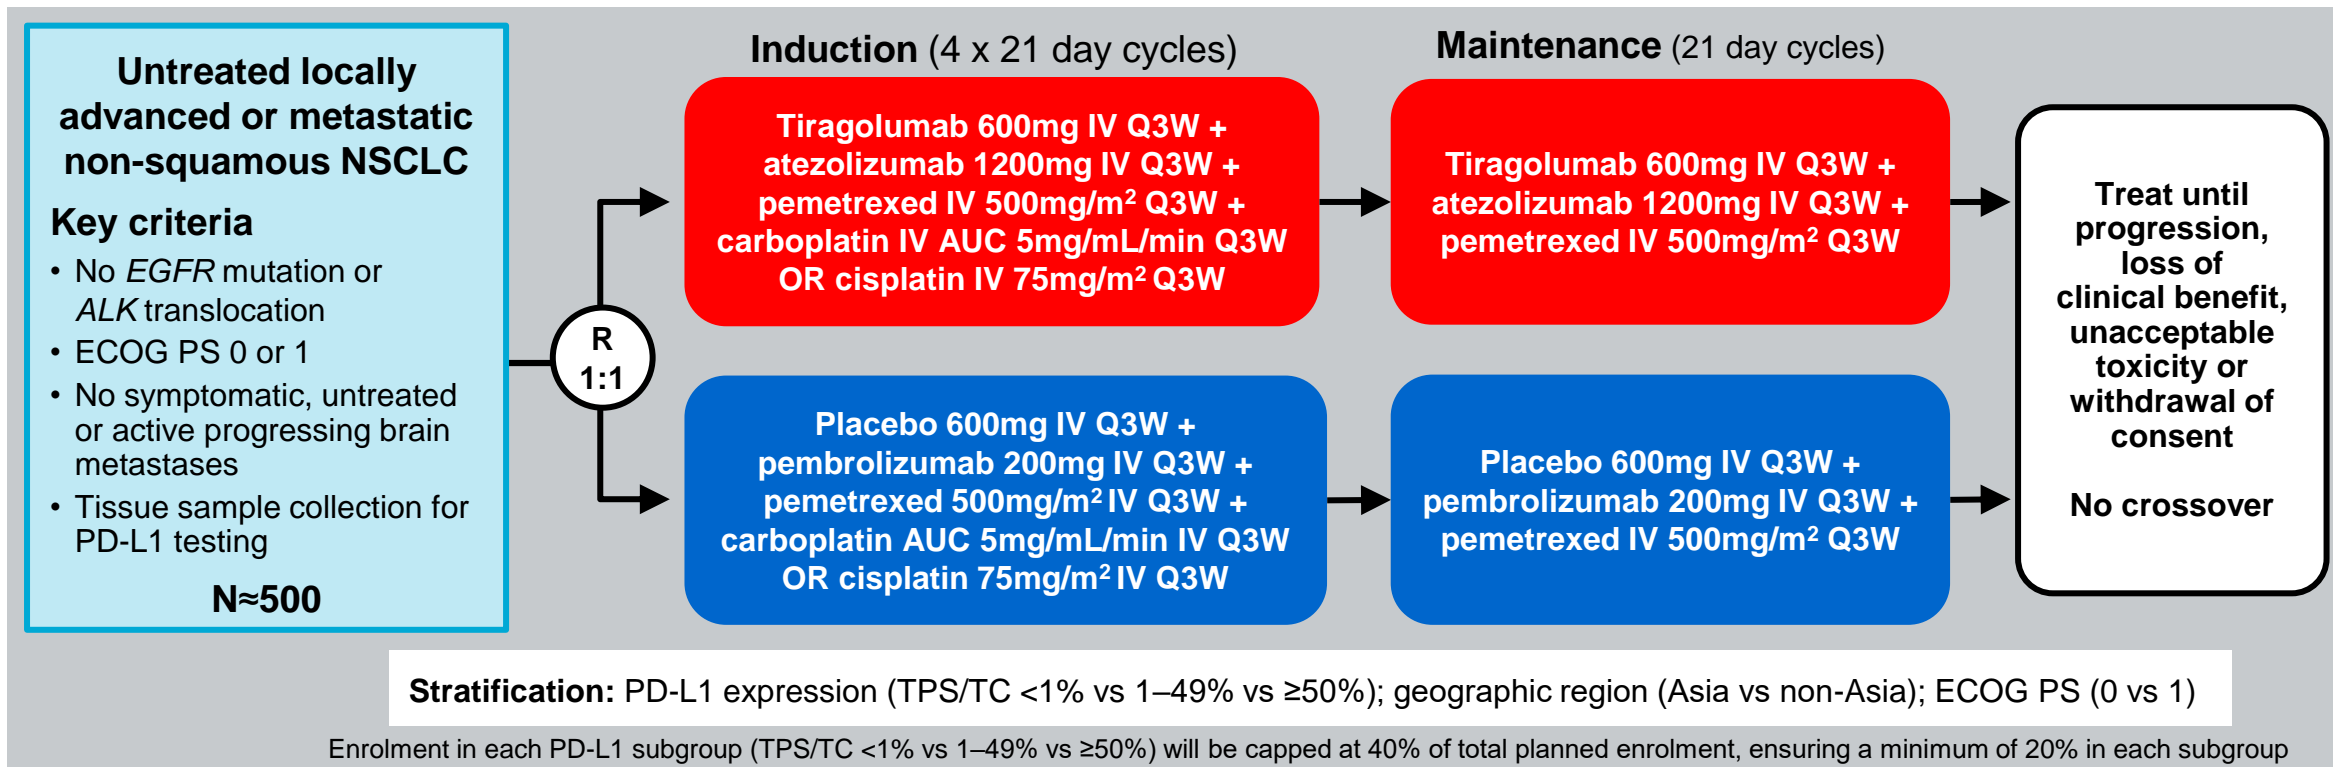 Untreated locally
advanced or metastatic
non-squamous NSCLC
Key criteria
• No EGFR mutation or
ALK translocation
• ECOG PS 0 or 1
• No symptomatic, untreated
or active progressing brain
metastases
• Tissue sample collection for
PD-L1 testing
N≈500
R
1:1
Induction (4 x 21 day cycles)
Tiragolumab 600mg IV Q3W +
atezolizumab 1200mg IV Q3W +
pemetrexed IV 500mg/m² Q3W +
carboplatin IV AUC 5mg/mL/min Q3W
OR cisplatin IV 75mg/m² Q3W
Placebo 600mg IV Q3W +
pembrolizumab 200mg IV Q3W +
pemetrexed 500mg/m² IV Q3W +
carboplatin AUC 5mg/mL/min IV Q3W
OR cisplatin 75mg/m² IV Q3W
Maintenance (21 day cycles)
Tiragolumab 600mg IV Q3W +
atezolizumab 1200mg IV Q3W +
pemetrexed IV 500mg/m² Q3W
Placebo 600mg IV Q3W +
pembrolizumab 200mg IV Q3W +
pemetrexed IV 500mg/m² Q3W
Treat until
progression,
loss of
clinical benefit,
unacceptable
toxicity or
withdrawal of
consent
No crossover
Stratification: PD-L1 expression (TPS/TC <1% vs 1–49% vs ≥50%); geographic region (Asia vs non-Asia); ECOG PS (0 vs 1)
Enrolment in each PD-L1 subgroup (TPS/TC <1% vs 1–49% vs ≥50%) will be capped at 40% of total planned enrolment, ensuring a minimum of 20% in each subgroup